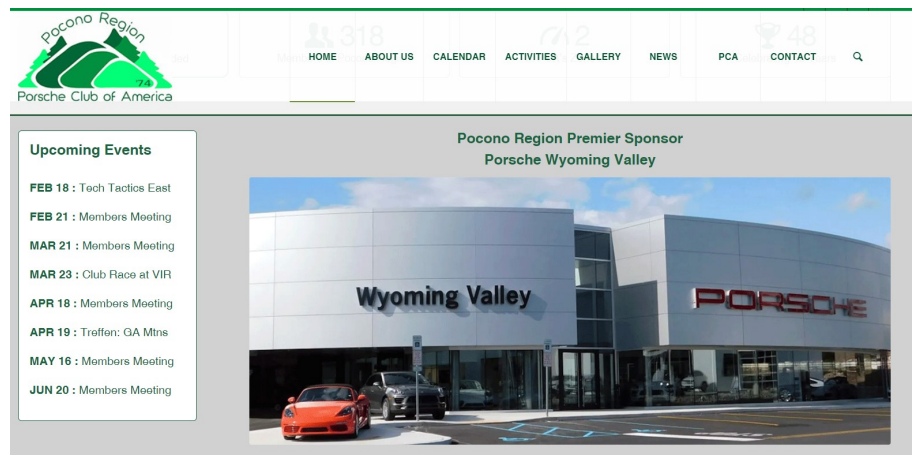 Pocono Region
74
Porsche Club of America
318
2
48
HOME
ABOUT US
CALENDAR
ACTIVITIES
GALLERY
NEWS
PCA
CONTACT
Upcoming Events
FEB 18 : Tech Tactics East
FEB 21 : Members Meeting
MAR 21 : Members Meeting
MAR 23 : Club Race at VIR
APR 18 : Members Meeting
APR 19 : Treffen: GA Mtns
MAY 16 : Members Meeting
JUN 20 : Members Meeting
Pocono Region Premier Sponsor
Porsche Wyoming Valley
Wyoming Valley
PORSCHE